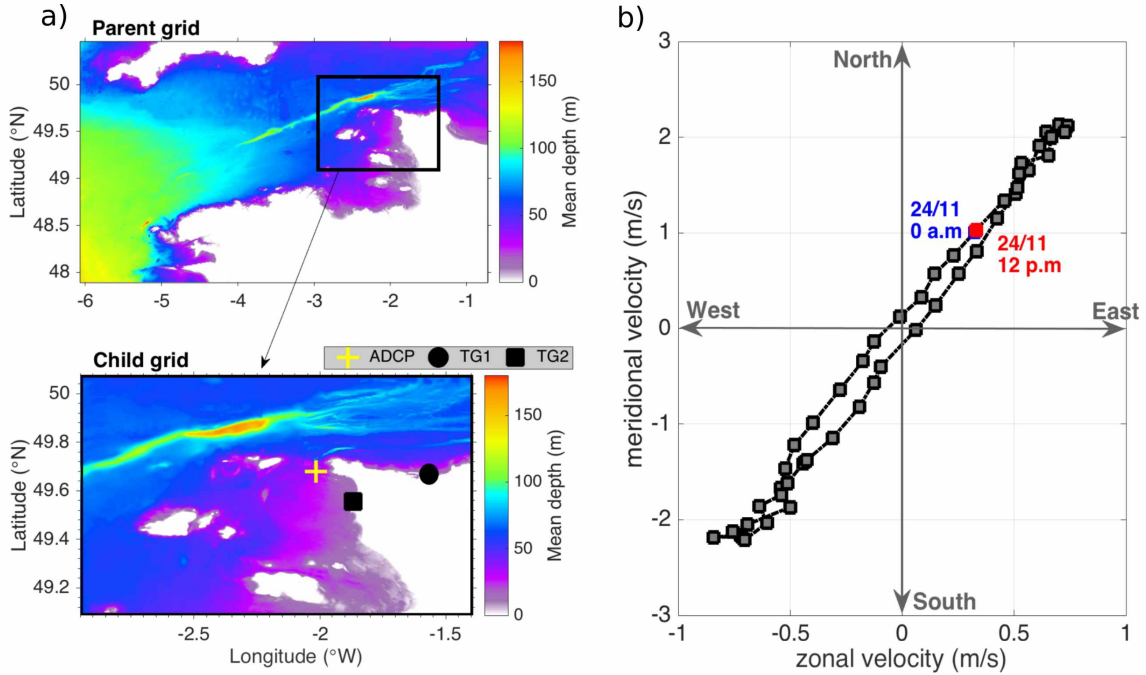 a)
Parent grid
50
49.5
49
48.5
48
Latitude (°N)
-6
-5
-4
-3
-2
-1
150
100
50
0
Mean depth (m)
Child grid
ADCP
TG1
TG2
50
49.8
49.6
49.4
49.2
Latitude (°N)
-2.5
-2
-1.5
Longitude (°W)
150
100
50
0
Mean depth (m)
b)
3
2
1
0
-1
-2
-3
meridional velocity (m/s)
North
24/11
0 a.m
24/11
12 p.m
West
East
South
-1
-0.5
0
0.5
1
zonal velocity (m/s)